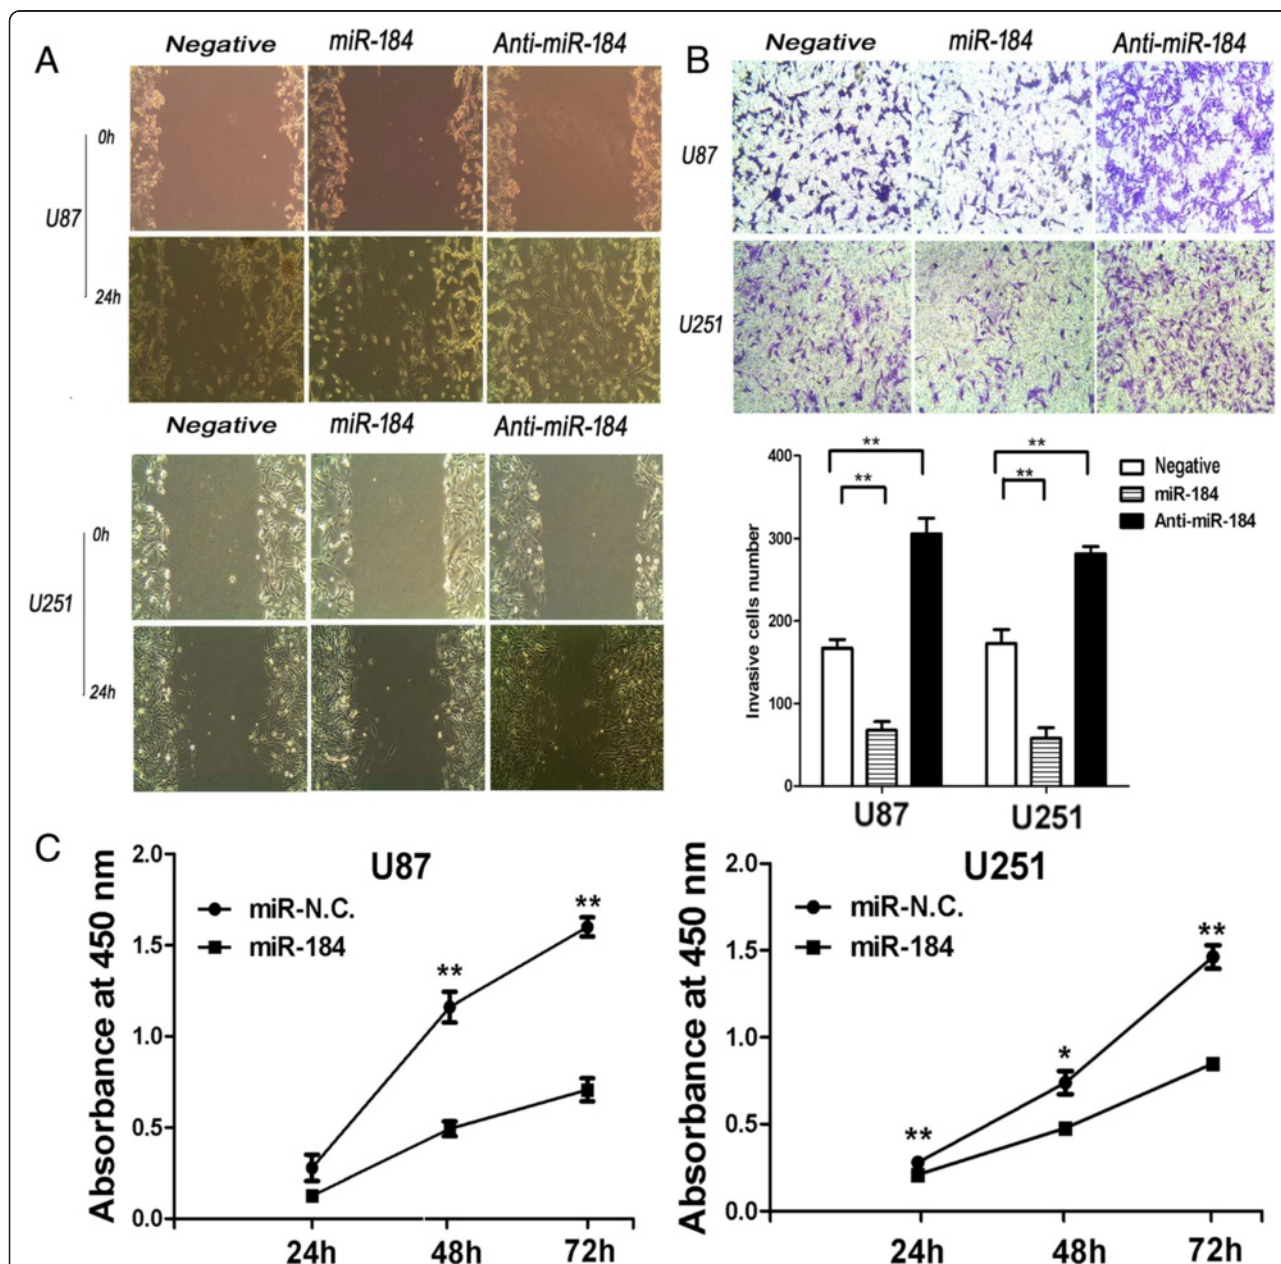 A
Negative miR-184 Anti-miR-184
0h
U87
24h
Negative miR-184 Anti-miR-184
0h
U251
24h
B
Negative miR-184 Anti-miR-184
U87
U251
400
300
200
100
0
Invasive cells number
** ** ** **
Negative
miR-184
Anti-miR-184
U87 U251
C
U87
Absorbance at 450 nm
2.0
1.5
1.0
0.5
0.0
miR-N.C.
miR-184
** **
24h 48h 72h
U251
Absorbance at 450 nm
2.0
1.5
1.0
0.5
0.0
miR-N.C.
miR-184
** * **
24h 48h 72h